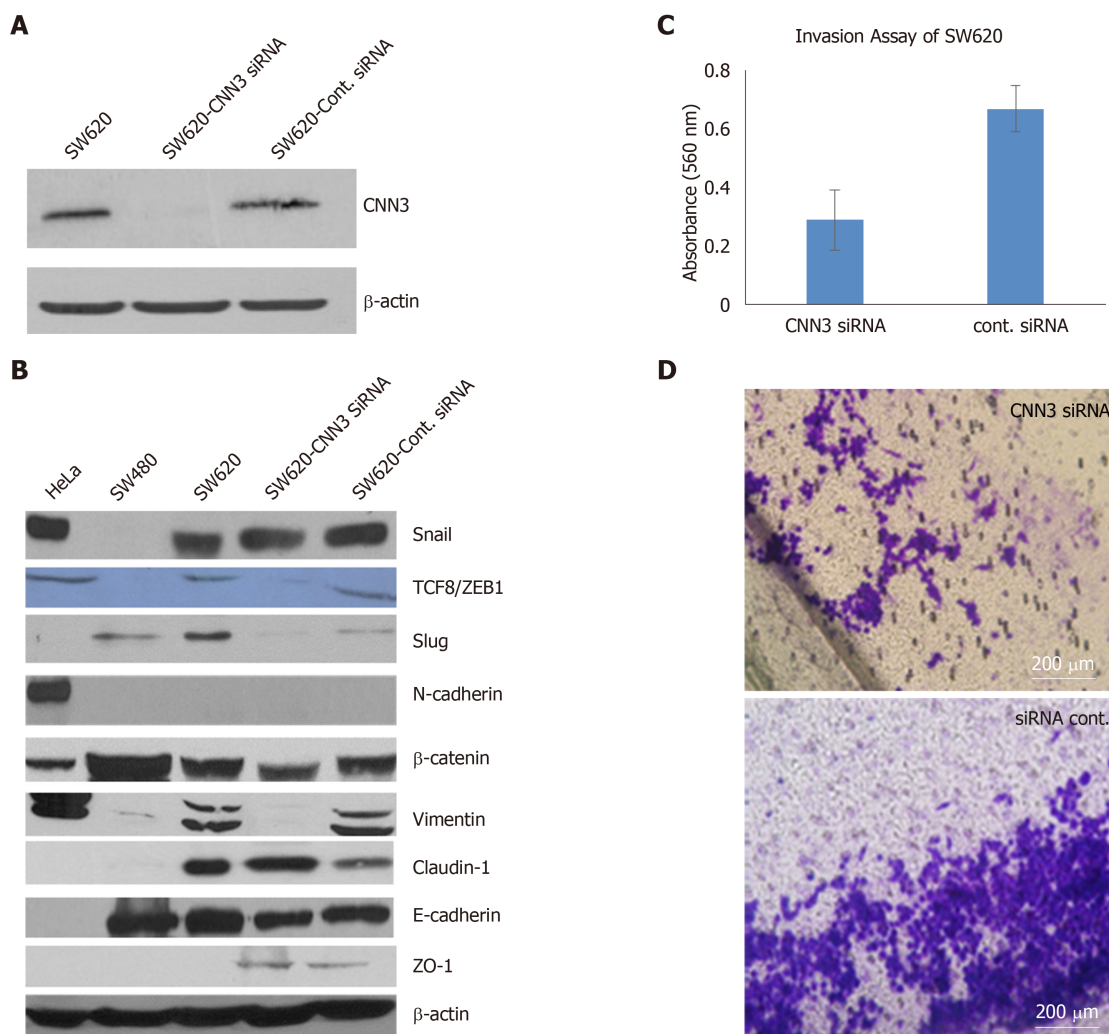 A
SW620
SW620-CNN3 siRNA
SW620-Cont. siRNA
CNN3
β-actin
B
HeLa
SW480
SW620
SW620-CNN3 SiRNA
SW620-Cont. siRNA
Snail
TCF8/ZEB1
Slug
N-cadherin
β-catenin
Vimentin
Claudin-1
E-cadherin
ZO-1
β-actin
C
Invasion Assay of SW620
Absorbance (560 nm)
0.8
0.6
0.4
0.2
0
CNN3 siRNA
cont. siRNA
D
CNN3 siRNA
200 μm
siRNA cont.
200 μm